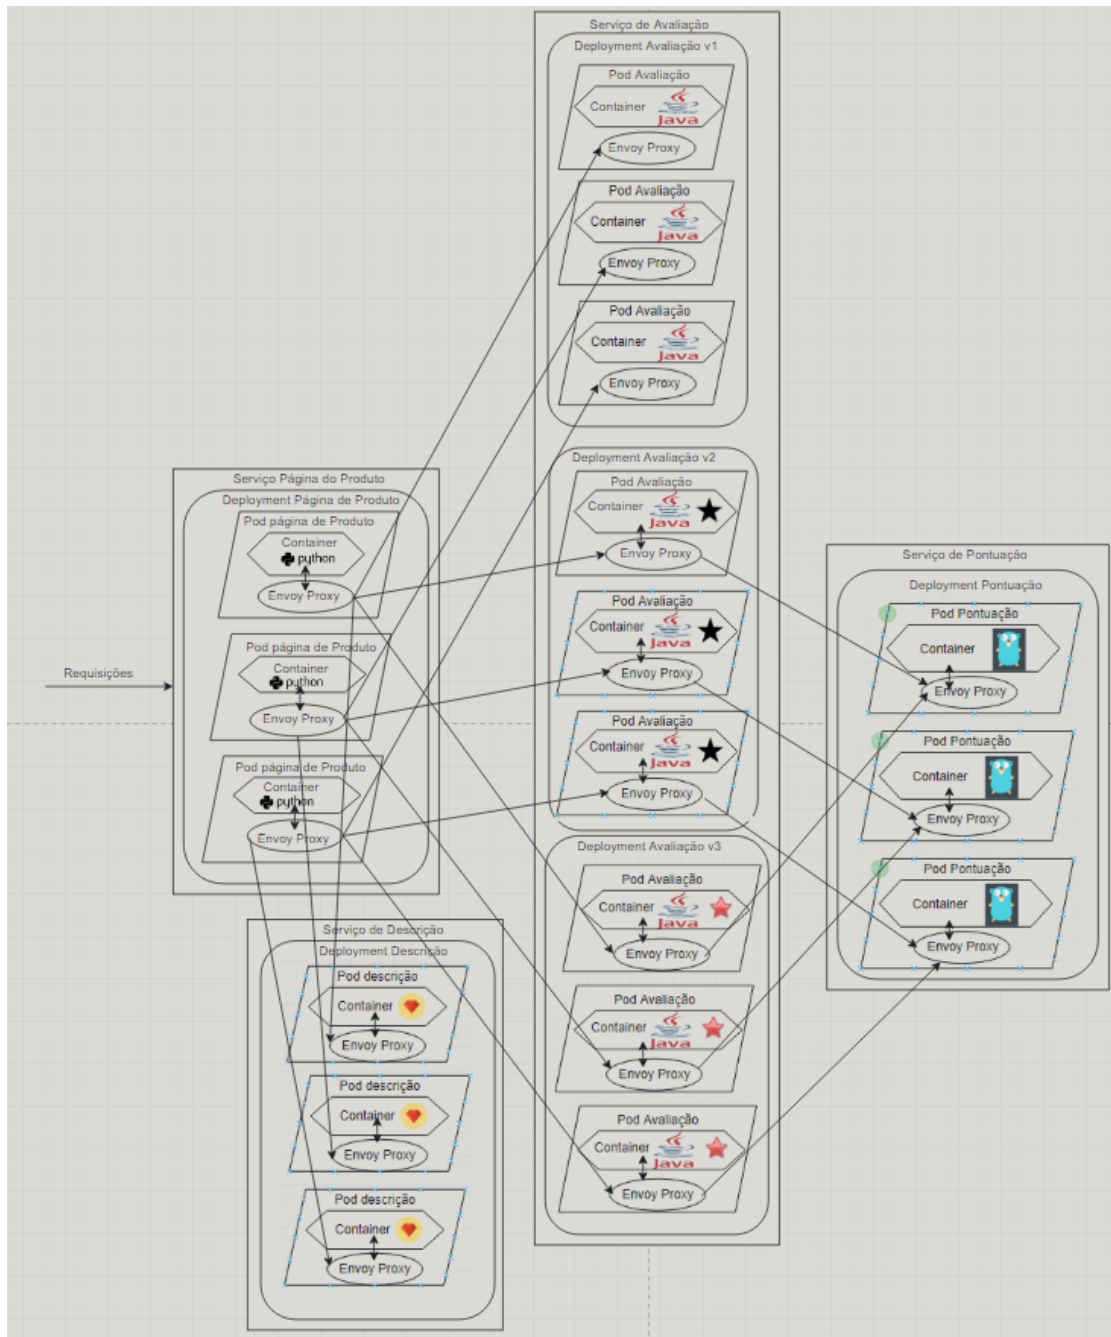 Serviço de Avaliação
Deployment Avaliação v1
Pod Avaliação
Container
Java
Envoy Proxy
Pod Avaliação
Container
Java
Envoy Proxy
Pod Avaliação
Container
Java
Envoy Proxy
Deployment Avaliação v2
Pod Avaliação
Container
Java
Envoy Proxy
Pod Avaliação
Container
Java
Envoy Proxy
Pod Avaliação
Container
Java
Envoy Proxy
Deployment Avaliação v3
Pod Avaliação
Container
Java
Envoy Proxy
Pod Avaliação
Container
Java
Envoy Proxy
Pod Avaliação
Container
Java
Envoy Proxy
Requisições
Serviço Página do Produto
Deployment Página de Produto
Pod página de Produto
Container
python
Envoy Proxy
Pod página de Produto
Container
python
Envoy Proxy
Pod página de Produto
Container
python
Envoy Proxy
Serviço de Descrição
Deployment Descrição
Pod descrição
Container
Envoy Proxy
Pod descrição
Container
Envoy Proxy
Pod descrição
Container
Envoy Proxy
Serviço de Pontuação
Deployment Pontuação
Pod Pontuação
Container
Envoy Proxy
Pod Pontuação
Container
Envoy Proxy
Pod Pontuação
Container
Envoy Proxy